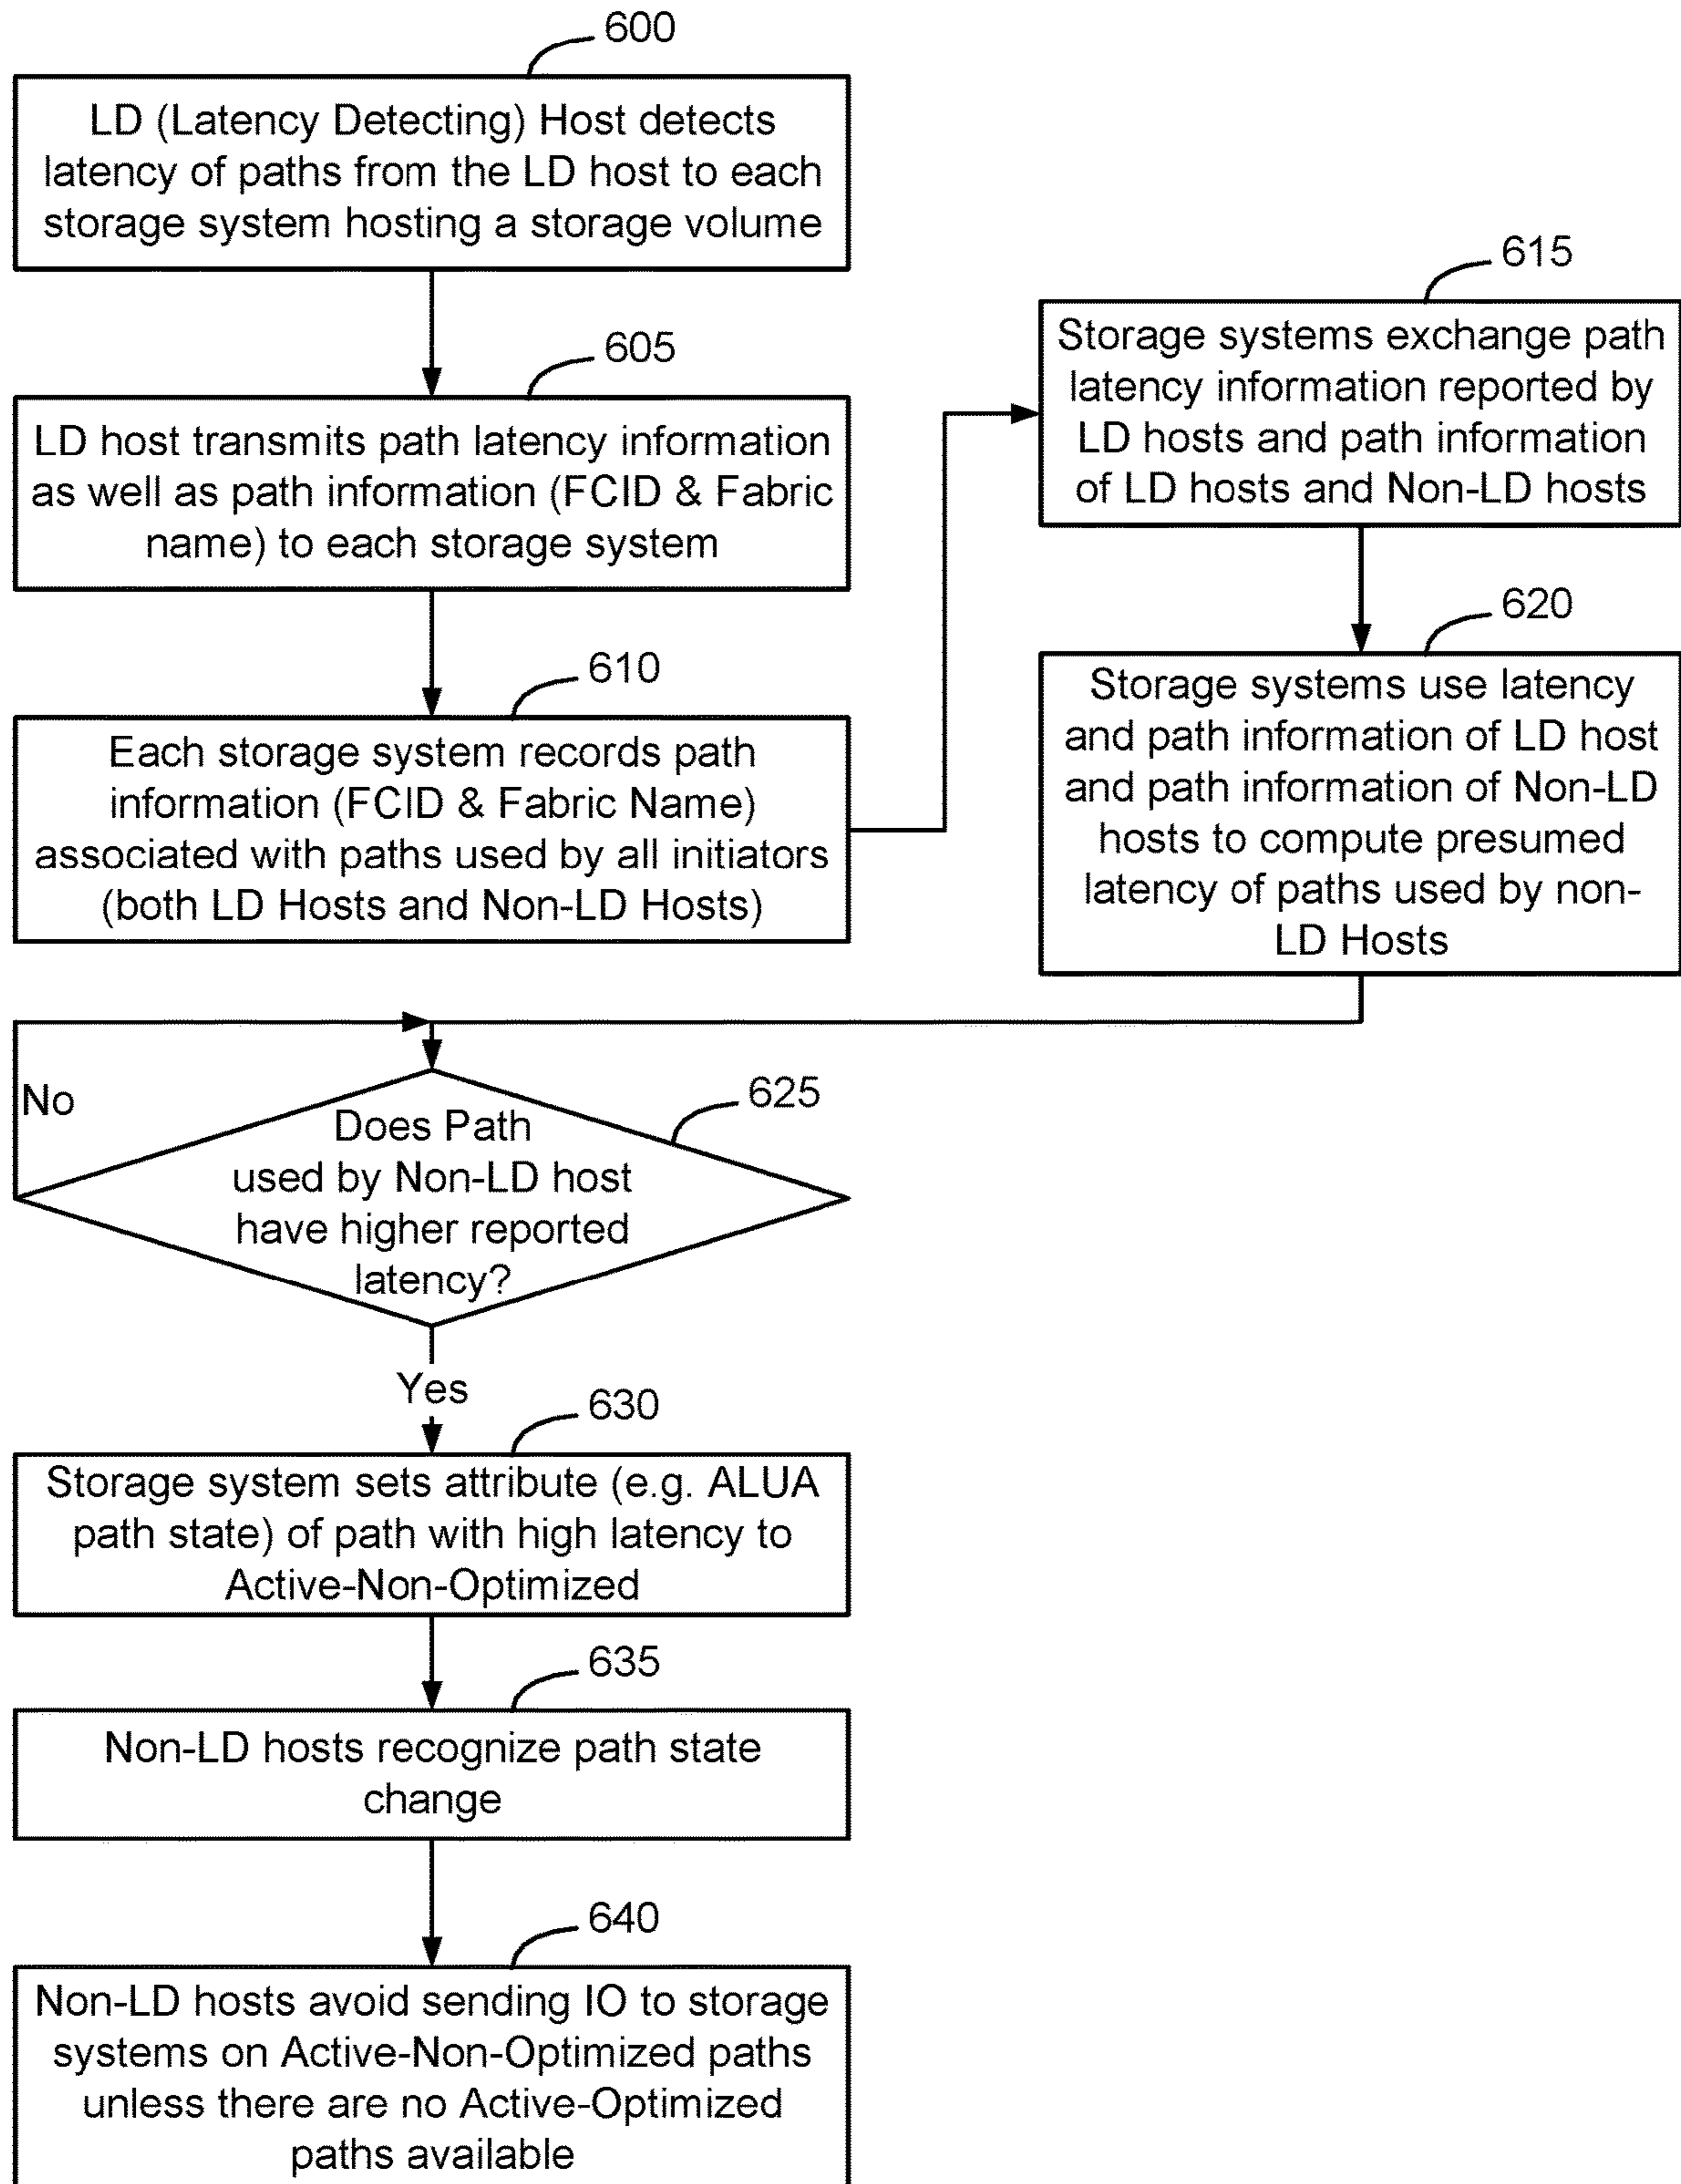 600
LD (Latency Detecting) Host detects
latency of paths from the LD host to each
storage system hosting a storage volume
605
LD host transmits path latency information
as well as path information (FCID & Fabric
name) to each storage system
610
Each storage system records path
information (FCID & Fabric Name)
associated with paths used by all initiators
(both LD Hosts and Non-LD Hosts)
615
Storage systems exchange path
latency information reported by
LD hosts and path information
of LD hosts and Non-LD hosts
620
Storage systems use latency
and path information of LD host
and path information of Non-LD
hosts to compute presumed
latency of paths used by non-
LD Hosts
No
625
Does Path
used by Non-LD host
have higher reported
latency?
Yes
630
Storage system sets attribute (e.g. ALUA
path state) of path with high latency to
Active-Non-Optimized
635
Non-LD hosts recognize path state
change
640
Non-LD hosts avoid sending IO to storage
systems on Active-Non-Optimized paths
unless there are no Active-Optimized
paths available